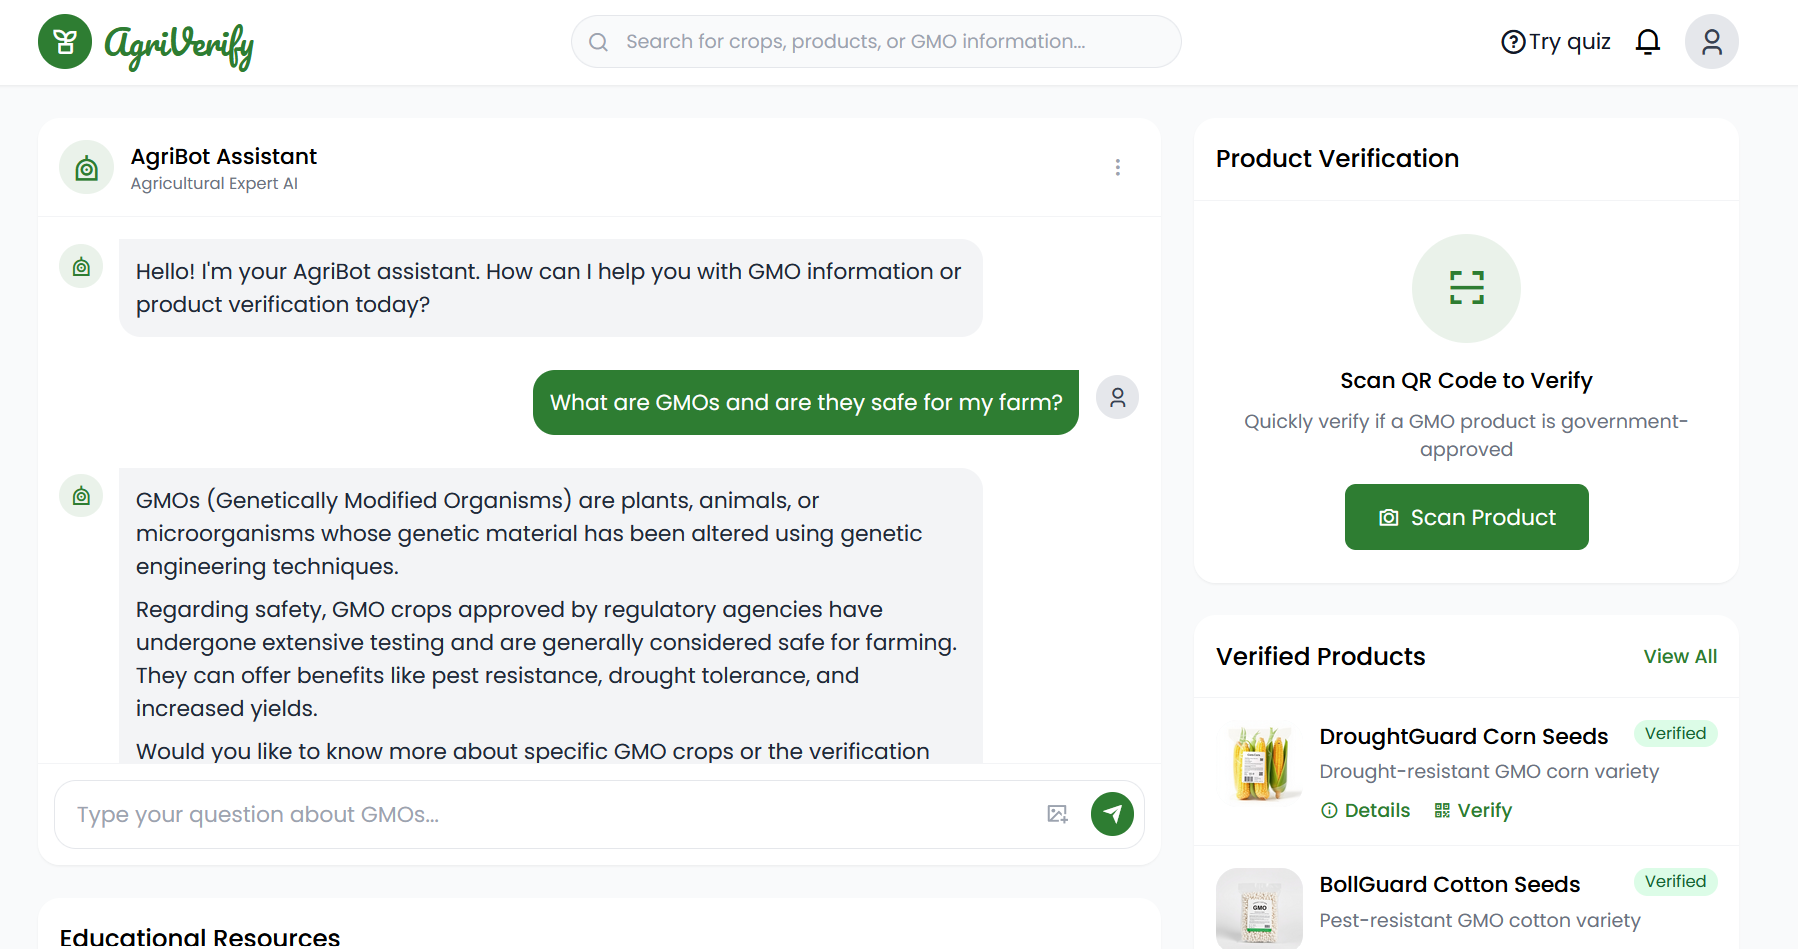 AgriVerify
Search for crops, products, or GMO information...
Try quiz
AgriBot Assistant
Agricultural Expert AI
Hello! I'm your AgriBot assistant. How can I help you with GMO information or
product verification today?
What are GMOs and are they safe for my farm?
GMOs (Genetically Modified Organisms) are plants, animals, or
microorganisms whose genetic material has been altered using genetic
engineering techniques.
Regarding safety, GMO crops approved by regulatory agencies have
undergone extensive testing and are generally considered safe for farming.
They can offer benefits like pest resistance, drought tolerance, and
increased yields.
Would you like to know more about specific GMO crops or the verification
Type your question about GMOs...
Educational Resources
Product Verification
Scan QR Code to Verify
Quickly verify if a GMO product is government-
approved
Scan Product
Verified Products
View All
DroughtGuard Corn Seeds
Verified
Drought-resistant GMO corn variety
Details
Verify
BollGuard Cotton Seeds
Verified
Pest-resistant GMO cotton variety
GMO